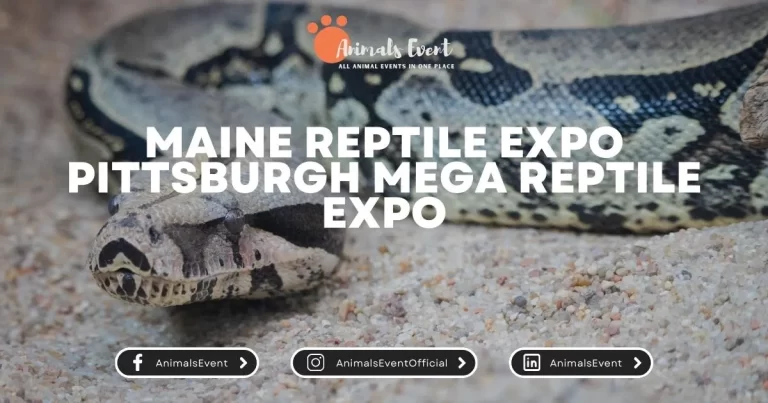 Animals Event
ALL ANIMAL EVENTS IN ONE PLACE
MAINE REPTILE EXPO
PITTSBURGH MEGA REPTILE
EXPO
AnimalsEvent
AnimalsEventOfficial
AnimalsEvent